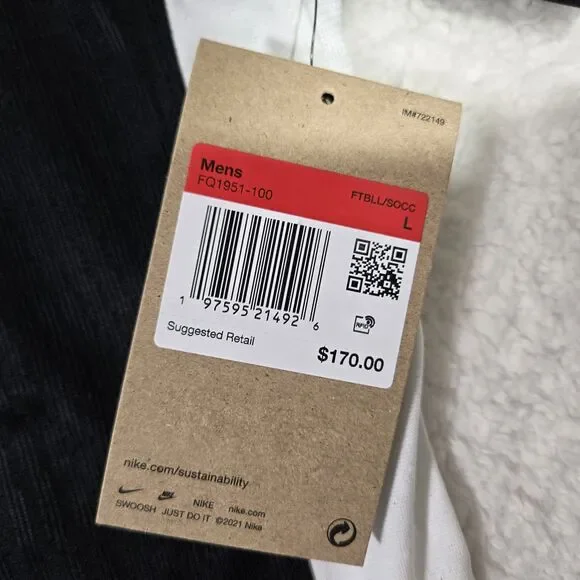 IM#722149
Mens
FQ1951-100
FTBLL/SOCC
L
1 97595 21492 6
RFID
Suggested Retail
$170.00
nike.com/sustainability
NIKE nike.com
SWOOSH JUST DO IT ©2021 Nike